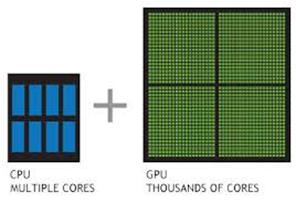 CPU
MULTIPLE CORES
GPU
THOUSANDS OF CORES